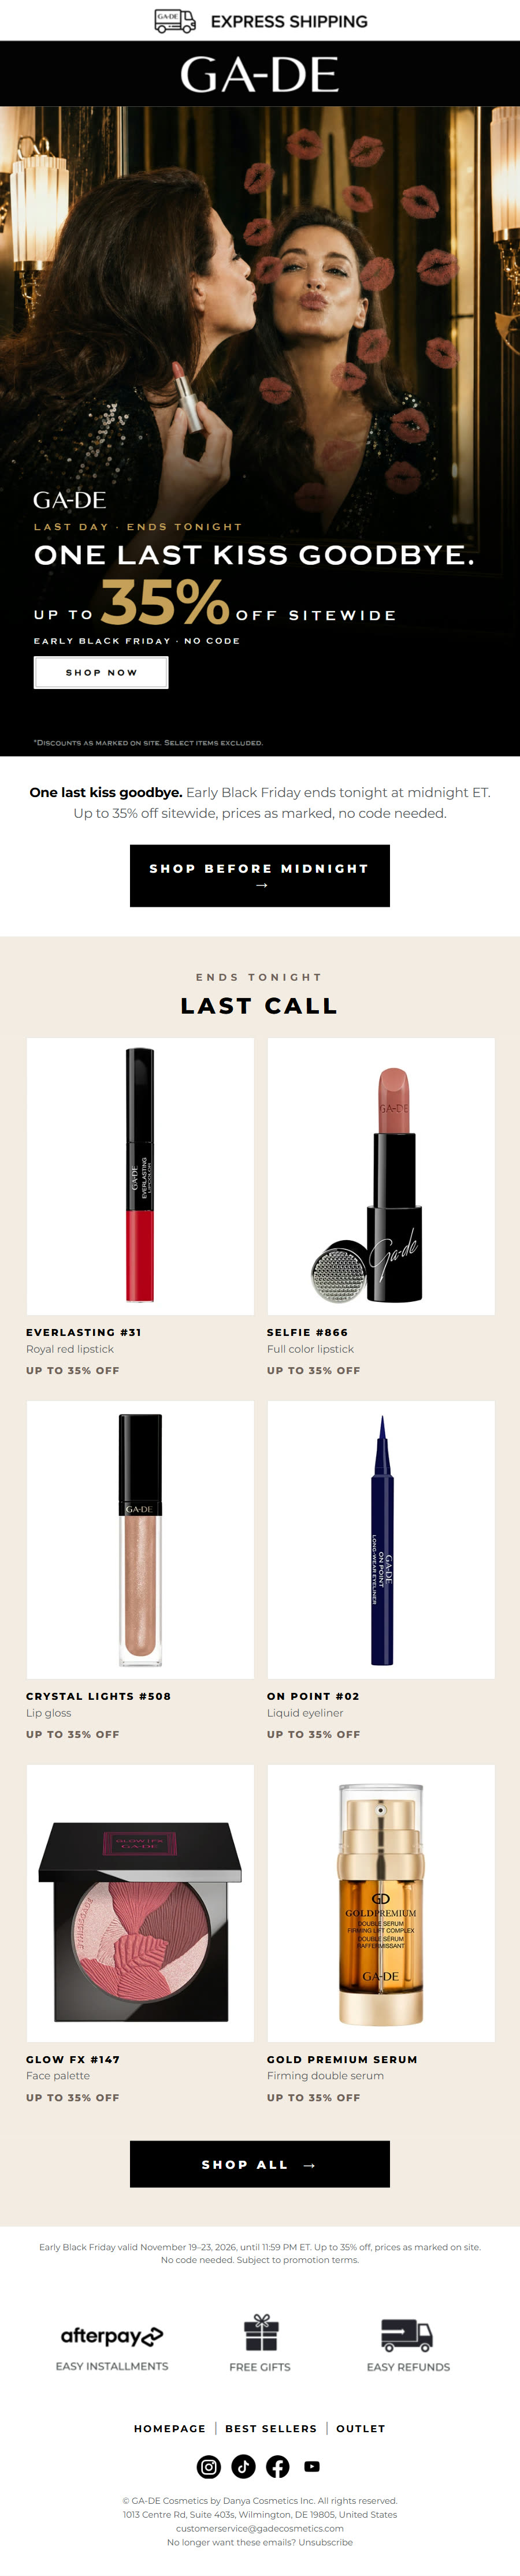 GA-DE
EXPRESS SHIPPING
GA-DE
GA-DE
LAST DAY · ENDS TONIGHT
ONE LAST KISS GOODBYE.
UP TO 35% OFF SITEWIDE
EARLY BLACK FRIDAY · NO CODE
SHOP NOW
*DISCOUNTS AS MARKED ON SITE. SELECT ITEMS EXCLUDED.
One last kiss goodbye. Early Black Friday ends tonight at midnight ET.
Up to 35% off sitewide, prices as marked, no code needed.
SHOP BEFORE MIDNIGHT
→
ENDS TONIGHT
LAST CALL
GA-DE
EVERLASTING
LIPCOLOR
GA-DE
Ga-de
EVERLASTING #31
Royal red lipstick
UP TO 35% OFF
SELFIE #866
Full color lipstick
UP TO 35% OFF
GA-DE
GA-DE
ON POINT
LONG-WEAR EYELINER
CRYSTAL LIGHTS #508
Lip gloss
UP TO 35% OFF
ON POINT #02
Liquid eyeliner
UP TO 35% OFF
GLOW FX
GA-DE
GD
GOLD PREMIUM
DOUBLE SERUM
FIRMING LIFT COMPLEX
DOUBLE SÉRUM
RAFFERMISSANT
GA-DE
GLOW FX #147
Face palette
UP TO 35% OFF
GOLD PREMIUM SERUM
Firming double serum
UP TO 35% OFF
SHOP ALL →
Early Black Friday valid November 19–23, 2026, until 11:59 PM ET. Up to 35% off, prices as marked on site.
No code needed. Subject to promotion terms.
afterpay
EASY INSTALLMENTS
FREE GIFTS
EASY REFUNDS
HOMEPAGE | BEST SELLERS | OUTLET
© GA-DE Cosmetics by Danya Cosmetics Inc. All rights reserved.
1013 Centre Rd, Suite 403s, Wilmington, DE 19805, United States
customerservice@gadecosmetics.com
No longer want these emails? Unsubscribe